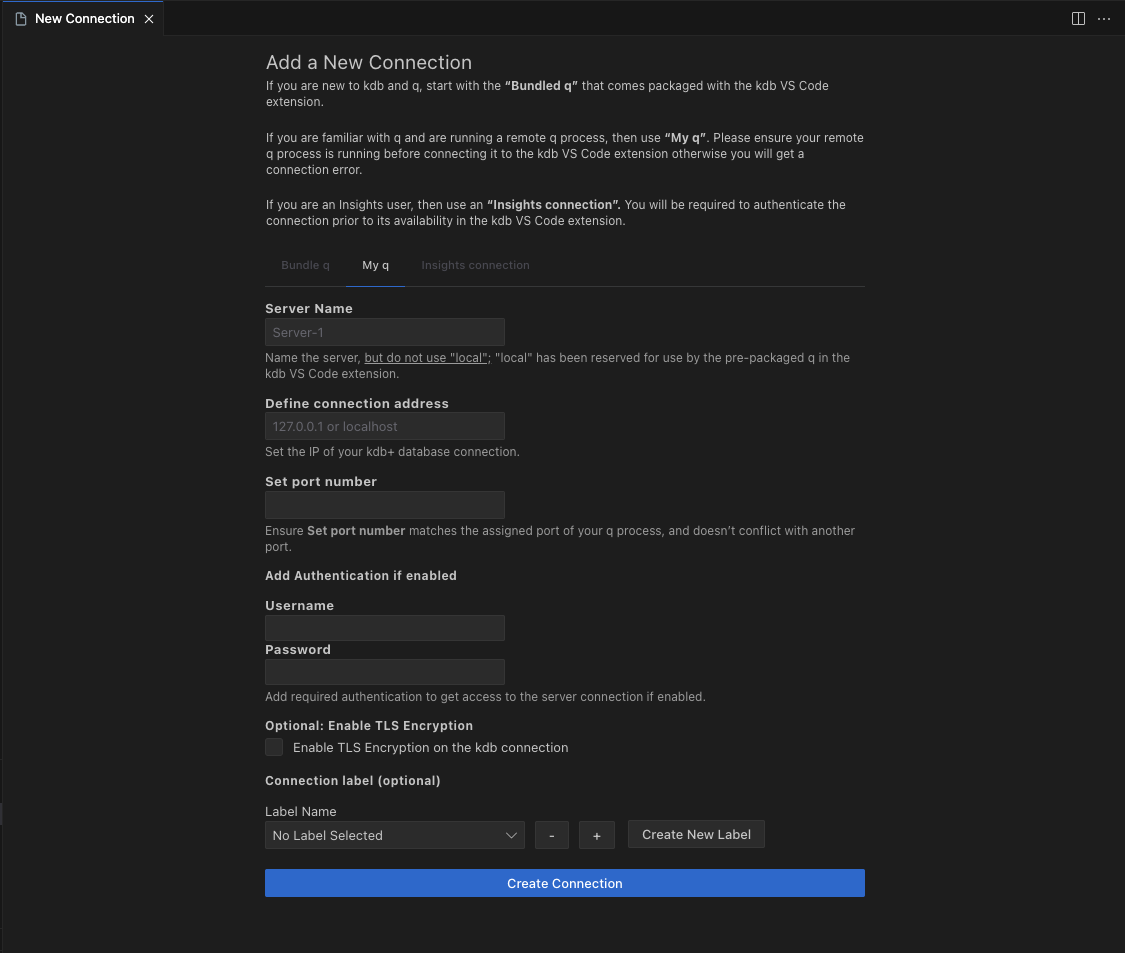 New Connection
Add a New Connection
If you are new to kdb and q, start with the “Bundled q” that comes packaged with the kdb VS Code
extension.
If you are familiar with q and are running a remote q process, then use “My q”. Please ensure your remote
q process is running before connecting it to the kdb VS Code extension otherwise you will get a
connection error.
If you are an Insights user, then use an “Insights connection”. You will be required to authenticate the
connection prior to its availability in the kdb VS Code extension.
Bundle q My q Insights connection
Server Name
Server-1
Name the server, but do not use "local"; "local" has been reserved for use by the pre-packaged q in the
kdb VS Code extension.
Define connection address
127.0.0.1 or localhost
Set the IP of your kdb+ database connection.
Set port number
Ensure Set port number matches the assigned port of your q process, and doesn’t conflict with another
port.
Add Authentication if enabled
Username
Password
Add required authentication to get access to the server connection if enabled.
Optional: Enable TLS Encryption
Enable TLS Encryption on the kdb connection
Connection label (optional)
Label Name
No Label Selected - + Create New Label
Create Connection